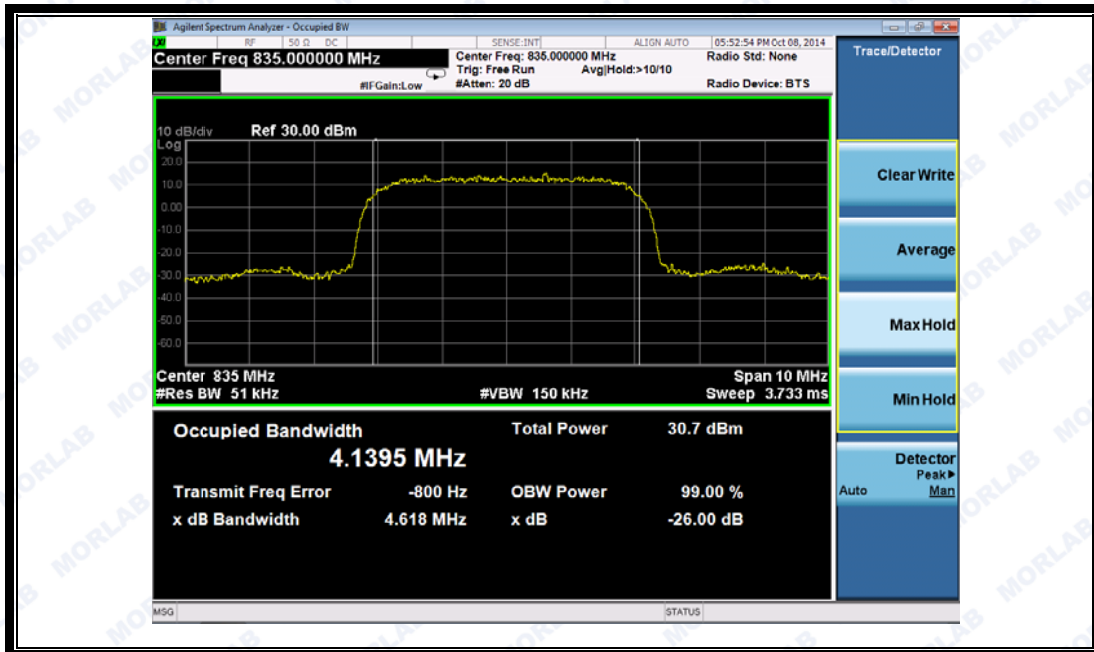 Agilent Spectrum Analyzer - Occupied BW
LXI RF 50 Ω DC SENSE:INT ALIGN AUTO 05:52:54 PM Oct 08, 2014
Center Freq 835.000000 MHz
Center Freq: 835.000000 MHz
Radio Std: None
Trig: Free Run Avg|Hold:>10/10
#IFGain:Low
#Atten: 20 dB
Radio Device: BTS
Trace/Detector
10 dB/div Ref 30.00 dBm
Log
20.0
10.0
0.00
-10.0
-20.0
-30.0
-40.0
-50.0
-60.0
Center 835 MHz Span 10 MHz
#Res BW 51 kHz #VBW 150 kHz Sweep 3.733 ms
Occupied Bandwidth Total Power 30.7 dBm
4.1395 MHz
Transmit Freq Error -800 Hz OBW Power 99.00 %
x dB Bandwidth 4.618 MHz x dB -26.00 dB
Clear Write
Average
Max Hold
Min Hold
Detector
Peak▶
Auto Man
MSG STATUS
MORLAB